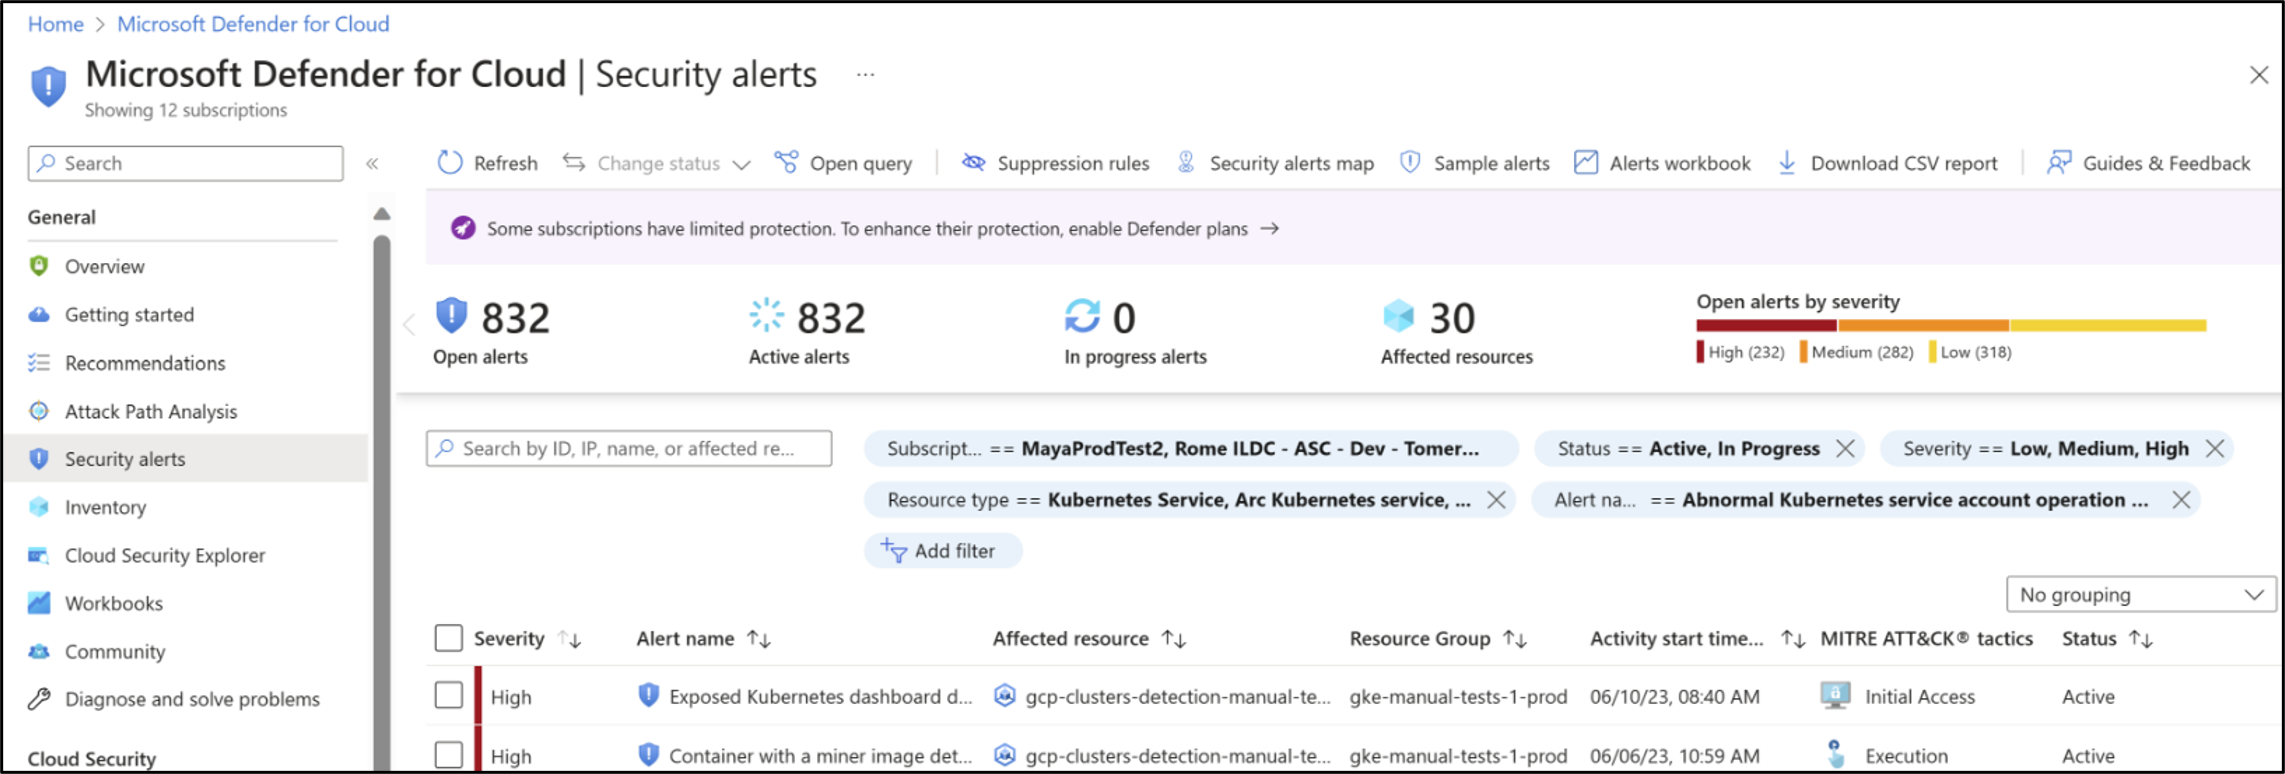 Home > Microsoft Defender for Cloud
Microsoft Defender for Cloud | Security alerts ...
Showing 12 subscriptions
Search
«
General
Overview
Getting started
Recommendations
Attack Path Analysis
Security alerts
Inventory
Cloud Security Explorer
Workbooks
Community
Diagnose and solve problems
Cloud Security
Refresh Change status Open query Suppression rules Security alerts map Sample alerts Alerts workbook Download CSV report Guides & Feedback
Some subscriptions have limited protection. To enhance their protection, enable Defender plans →
832 832 0 30
Open alerts Active alerts In progress alerts Affected resources
Open alerts by severity
High (232) Medium (282) Low (318)
Search by ID, IP, name, or affected re...
Subscript... == MayaProdTest2, Rome ILDC - ASC - Dev - Tomer... Status == Active, In Progress Severity == Low, Medium, High
Resource type == Kubernetes Service, Arc Kubernetes service, ... Alert na... == Abnormal Kubernetes service account operation ...
Add filter
No grouping
Severity ↑↓ Alert name ↑↓ Affected resource ↑↓ Resource Group ↑↓ Activity start time... ↑↓ MITRE ATT&CK® tactics Status ↑↓
High Exposed Kubernetes dashboard d... gcp-clusters-detection-manual-te... gke-manual-tests-1-prod 06/10/23, 08:40 AM Initial Access Active
High Container with a miner image det... gcp-clusters-detection-manual-te... gke-manual-tests-1-prod 06/06/23, 10:59 AM Execution Active